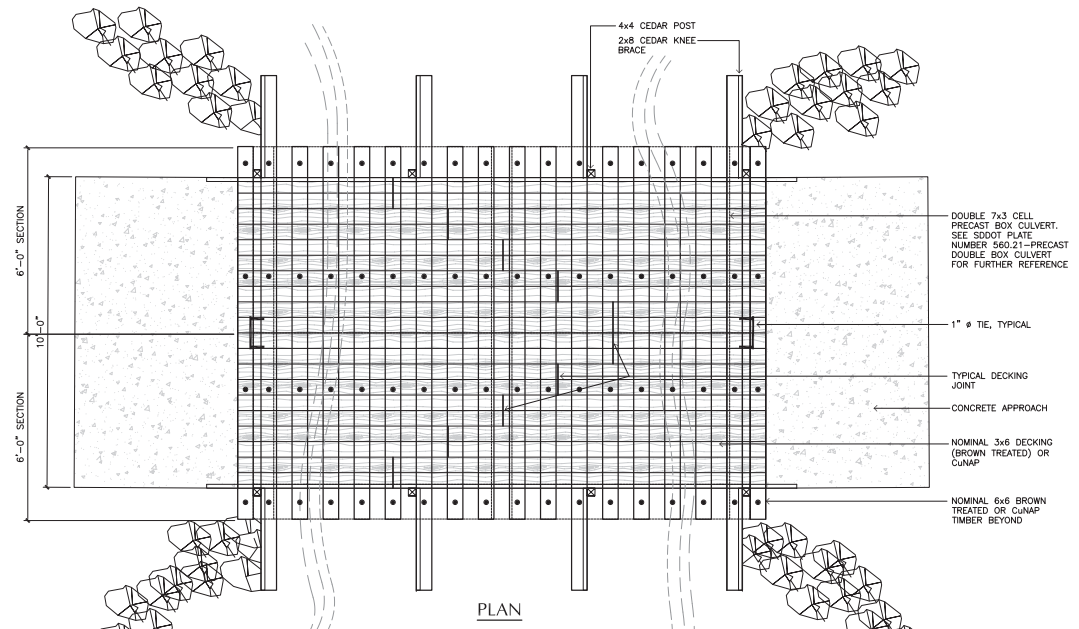 4x4 CEDAR POST
2x8 CEDAR KNEE
BRACE
6'-0" SECTION
10'-0"
6'-0" SECTION
DOUBLE 7x3 CELL
PRECAST BOX CULVERT.
SEE SDDOT PLATE
NUMBER 560.21-PRECAST
DOUBLE BOX CULVERT
FOR FURTHER REFERENCE
1" ø TIE, TYPICAL
TYPICAL DECKING
JOINT
CONCRETE APPROACH
NOMINAL 3x6 DECKING
(BROWN TREATED) OR
CuNAP
NOMINAL 6x6 BROWN
TREATED OR CuNAP
TIMBER BEYOND
PLAN